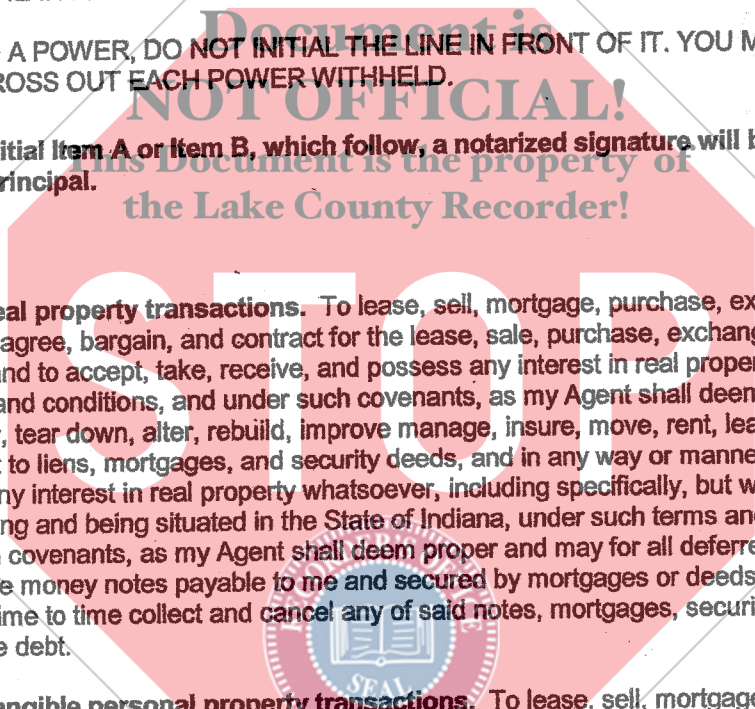 Document is
A POWER, DO NOT INITIAL THE LINE IN FRONT OF IT. YOU M
ROSS OUT EACH POWER WITHHELD.
NOT OFFICIAL!
itial Item A or Item B, which follow, a notarized signature will b
This Document is the property of
rincipal.
the Lake County Recorder!
STOP
eal property transactions. To lease, sell, mortgage, purchase, ex
agree, bargain, and contract for the lease, sale, purchase, exchang
nd to accept, take, receive, and possess any interest in real proper
and conditions, and under such covenants, as my Agent shall deem
, tear down, alter, rebuild, improve manage, insure, move, rent, lea
t to liens, mortgages, and security deeds, and in any way or manne
ny interest in real property whatsoever, including specifically, but w
ng and being situated in the State of Indiana, under such terms and
covenants, as my Agent shall deem proper and may for all deferre
e money notes payable to me and secured by mortgages or deeds
ime to time collect and cancel any of said notes, mortgages, securi
e debt.
RECORDER'S OFFICE
SEAL
angible personal property transactions. To lease, sell, mortgage